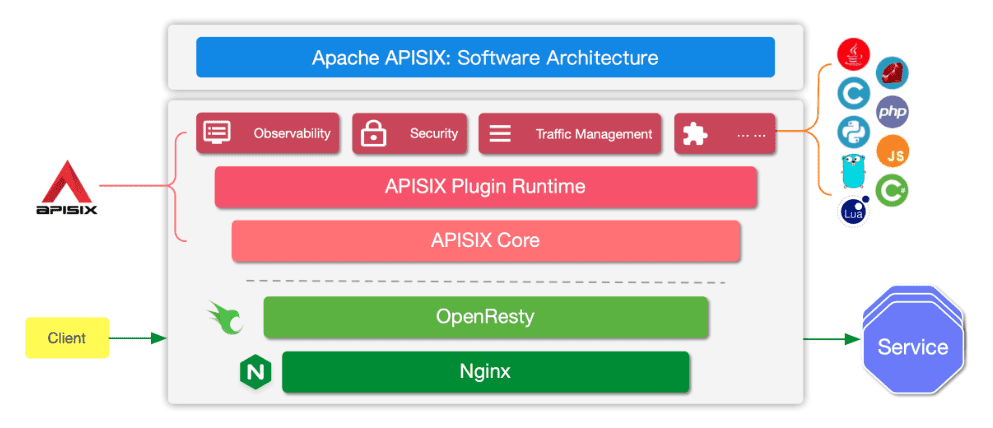 Apache APISIX: Software Architecture
Observability
Security
Traffic Management
... ...
APISIX Plugin Runtime
APISIX Core
APISIX
OpenResty
Nginx
N
Client
Service
C
php
JS
C#
Lua